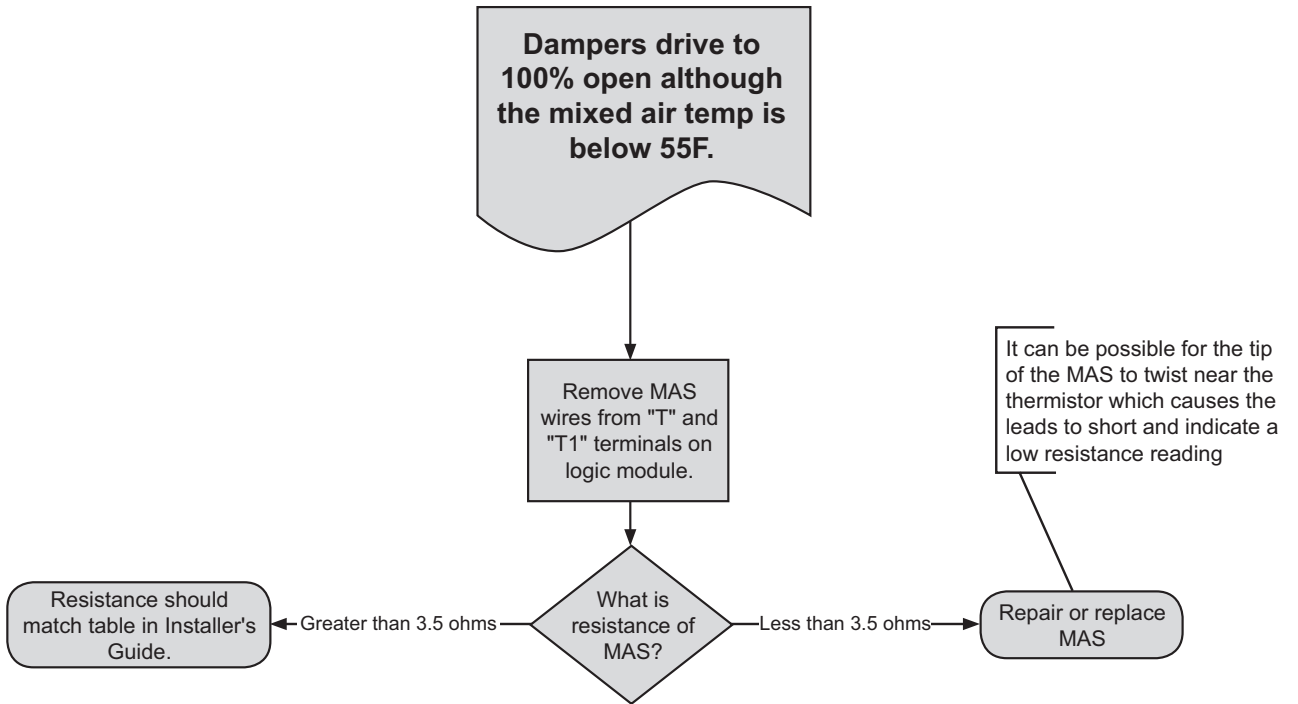 Dampers drive to
100% open although
the mixed air temp is
below 55F.
Remove MAS
wires from "T" and
"T1" terminals on
logic module.
It can be possible for the tip
of the MAS to twist near the
thermistor which causes the
leads to short and indicate a
low resistance reading
What is
resistance of
MAS?
Greater than 3.5 ohms
Resistance should
match table in Installer's
Guide.
Less than 3.5 ohms
Repair or replace
MAS